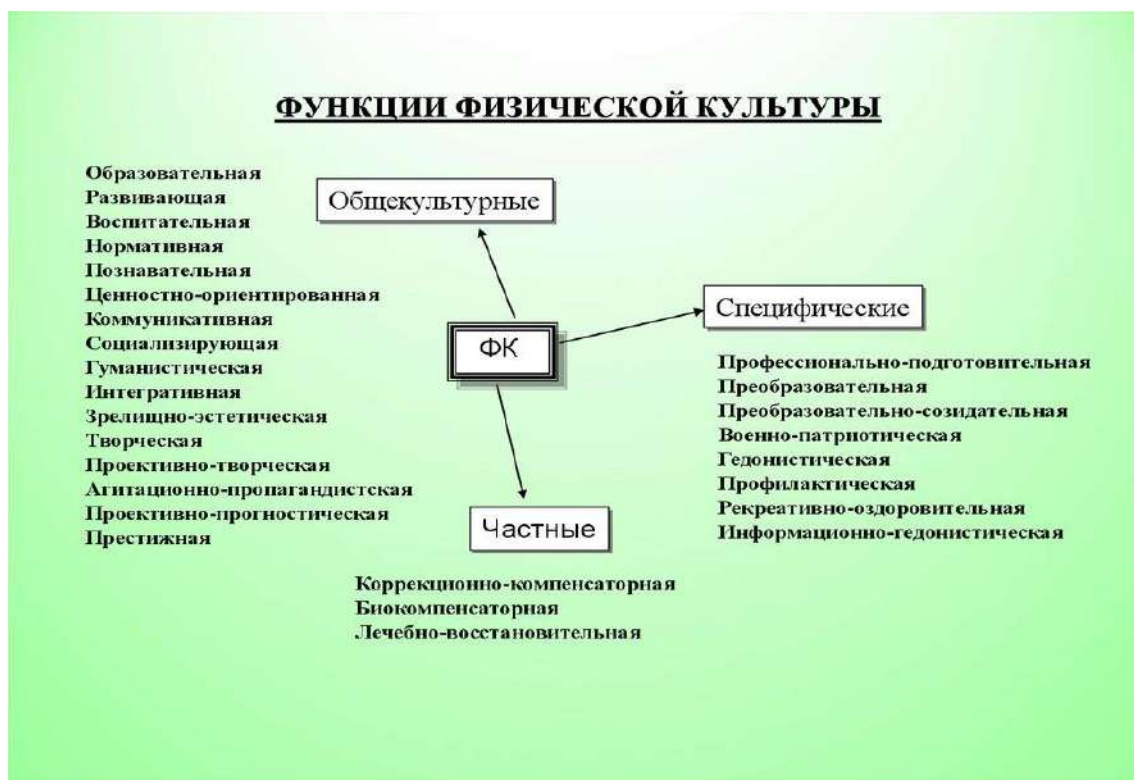 ФУНКЦИИ ФИЗИЧЕСКОЙ КУЛЬТУРЫ
Общекультурные
Образовательная
Развивающая
Воспитательная
Нормативная
Познавательная
Ценностно-ориентированная
Коммуникативная
Социализирующая
Гуманистическая
Интегративная
Зрелищно-эстетическая
Творческая
Проективно-творческая
Агитационно-пропагандистская
Проективно-прогностическая
Престижная
ФК
Специфические
Профессионально-подготовительная
Преобразовательная
Преобразовательно-созидательная
Военно-патриотическая
Гедонистическая
Профилактическая
Рекреативно-оздоровительная
Информационно-гедонистическая
Частные
Коррекционно-компенсаторная
Биокомпенсаторная
Лечебно-восстановительная